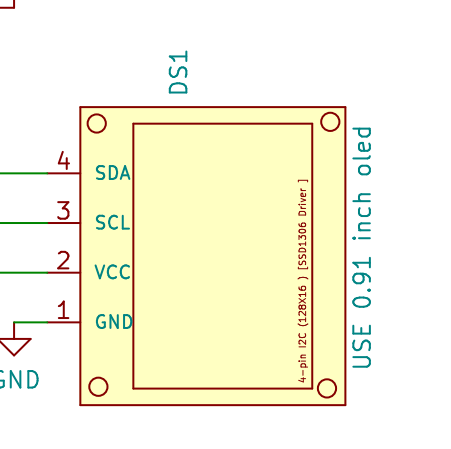 DS1
4 SDA
3 SCL
2 VCC
1 GND
GND
4-pin I2C (128X16 ) [SSD1306 Driver ]
USE 0.91 inch oled